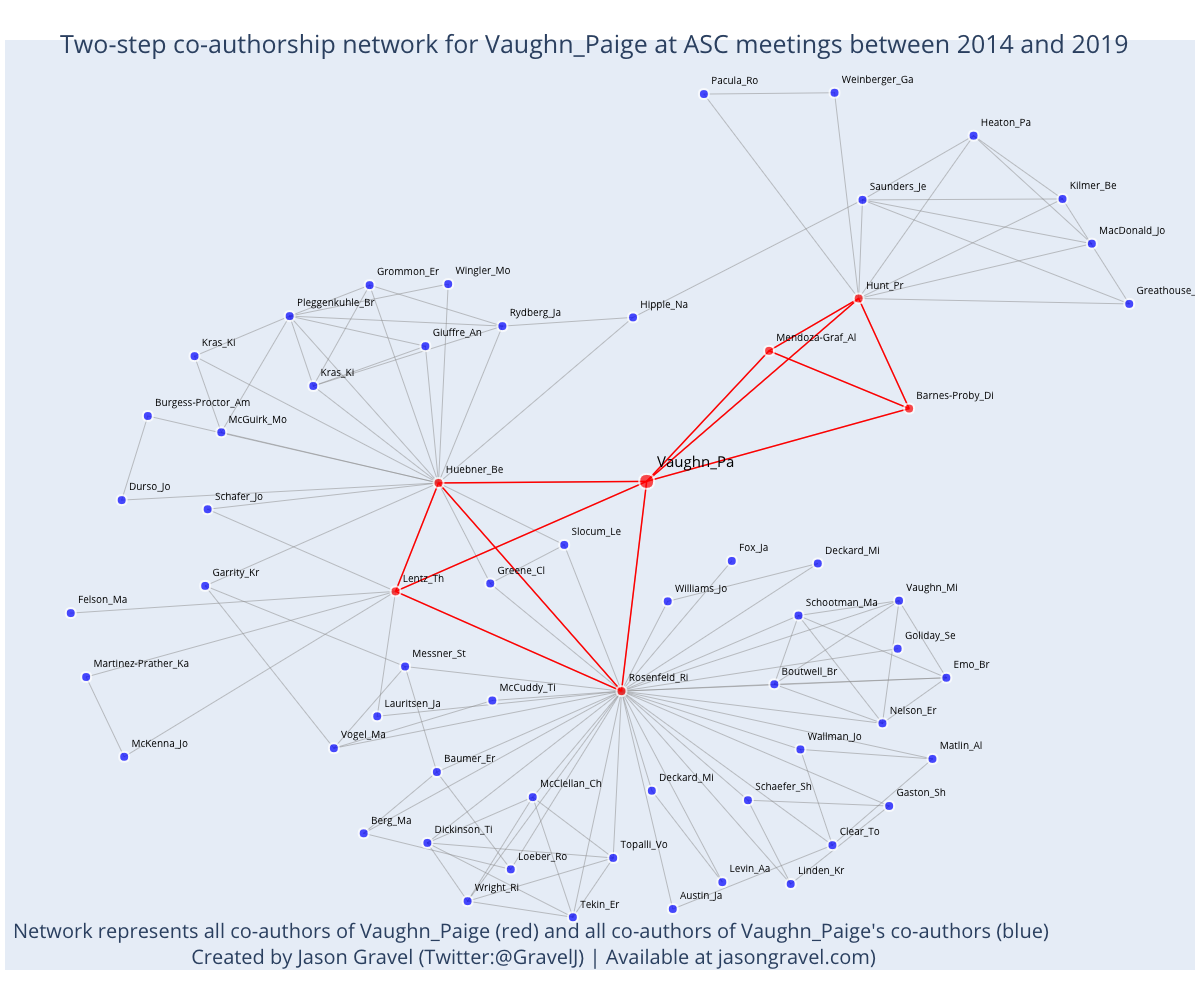 Two-step co-authorship network for Vaughn_Paige at ASC meetings between 2014 and 2019
Pacula_Ro
Weinberger_Ga
Heaton_Pa
Saunders_Je
Kilmer_Be
MacDonald_Jo
Grommon_Er
Wingler_Mo
Hunt_Pr
Greathouse_
Pleggenkuhle_Br
Hipple_Na
Rydberg_Ja
Giuffre_An
Mendoza-Graf_Al
Kras_Ki
Kras_Ki
Barnes-Proby_Di
Burgess-Proctor_Am
McGuirk_Mo
Vaughn_Pa
Huebner_Be
Durso_Jo
Schafer_Jo
Slocum_Le
Fox_Ja
Deckard_Mi
Garrity_Kr
Greene_Cl
Lentz_Th
Williams_Jo
Vaughn_Mi
Felson_Ma
Schootman_Ma
Goliday_Se
Messner_St
Martinez-Prather_Ka
Emo_Br
Boutwell_Br
Rosenfeld_Ri
McCuddy_Ti
Lauritsen_Ja
Nelson_Er
Vogel_Ma
McKenna_Jo
Wallman_Jo
Matlin_Al
Baumer_Er
McClellan_Ch
Deckard_Mi
Schaefer_Sh
Gaston_Sh
Berg_Ma
Dickinson_Ti
Clear_To
Topalli_Vo
Loeber_Ro
Levin_Aa
Linden_Kr
Wright_Ri
Austin_Ja
Tekin_Er
Network represents all co-authors of Vaughn_Paige (red) and all co-authors of Vaughn_Paige's co-authors (blue)
Created by Jason Gravel (Twitter:@GravelJ) | Available at jasongravel.com)